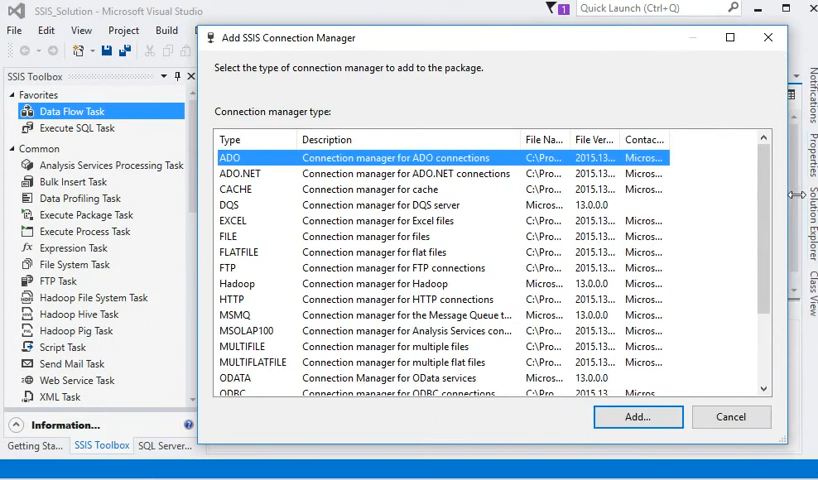 SSIS_Solution - Microsoft Visual Studio
1
Quick Launch (Ctrl+Q)
File Edit View Project Build
SSIS Toolbox
Favorites
Data Flow Task
Execute SQL Task
Common
Analysis Services Processing Task
Bulk Insert Task
Data Profiling Task
Execute Package Task
Execute Process Task
Expression Task
File System Task
FTP Task
Hadoop File System Task
Hadoop Hive Task
Hadoop Pig Task
Script Task
Send Mail Task
Web Service Task
XML Task
Information...
Getting Sta... SSIS Toolbox SQL Server...
Add SSIS Connection Manager
Select the type of connection manager to add to the package.
Connection manager type:
Type Description File Na... File Ver... Contac...
ADO Connection manager for ADO connections C:\Pro... 2015.13... Micros...
ADO.NET Connection manager for ADO.NET connections C:\Pro... 2015.13... Micros...
CACHE Connection manager for cache C:\Pro... 2015.13... Micros...
DQS Connection manager for DQS server Micros... 13.0.0.0
EXCEL Connection manager for Excel files C:\Pro... 2015.13... Micros...
FILE Connection manager for files C:\Pro... 2015.13... Micros...
FLATFILE Connection manager for flat files C:\Pro... 2015.13... Micros...
FTP Connection manager for FTP connections C:\Pro... 2015.13... Micros...
Hadoop Connection manager for Hadoop Micros... 13.0.0.0
HTTP Connection manager for HTTP connections C:\Pro... 2015.13... Micros...
MSMQ Connection manager for the Message Queue t... C:\Pro... 2015.13... Micros...
MSOLAP100 Connection manager for Analysis Services con... C:\Pro... 2015.13... Micros...
MULTIFILE Connection manager for multiple files C:\Pro... 2015.13... Micros...
MULTIFLATFILE Connection manager for multiple flat files C:\Pro... 2015.13... Micros...
ODATA Connection Manager for OData services Micros... 13.0.0.0
ODBC Connection manager for ODBC connections C:\Pro... 2015.13... Micros...
Add... Cancel
Notifications
Properties
Solution Explorer
Class View